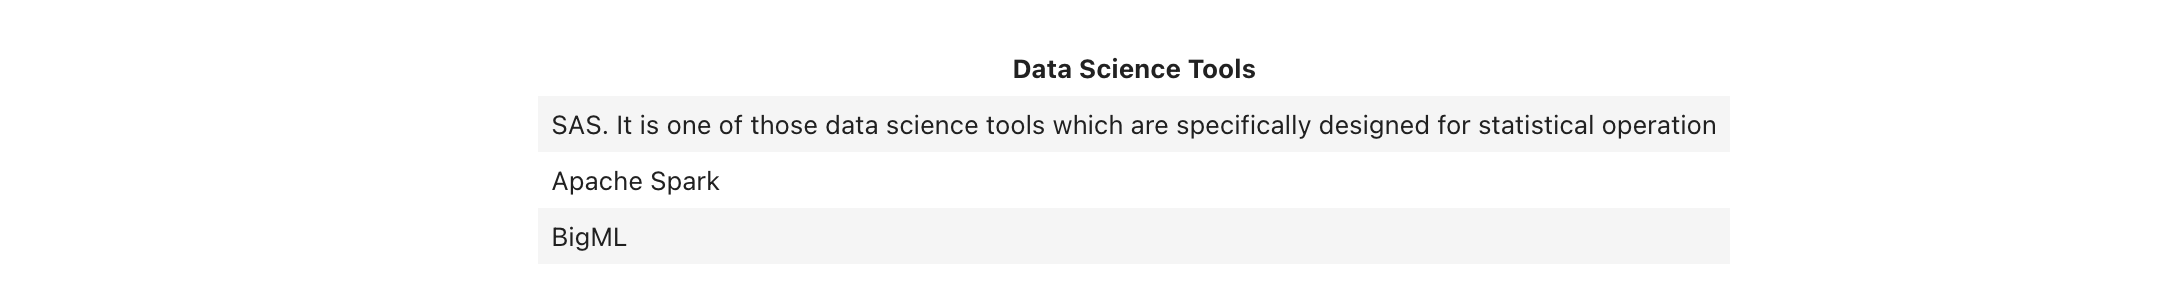 Data Science Tools
SAS. It is one of those data science tools which are specifically designed for statistical operation
Apache Spark
BigML